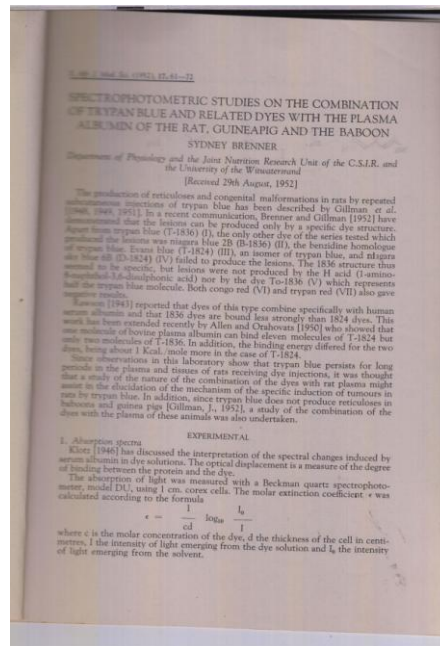 S. Afr. J. Med. Sci. (1952), 17, 61—72
SPECTROPHOTOMETRIC STUDIES ON THE COMBINATION
OF TRYPAN BLUE AND RELATED DYES WITH THE PLASMA
ALBUMIN OF THE RAT, GUINEAPIG AND THE BABOON
SYDNEY BRENNER
Department of Physiology and the Joint Nutrition Research Unit of the C.S.I.R. and
the University of the Witwatersrand
[Received 29th August, 1952]
The production of reticuloses and congenital malformations in rats by repeated
subcutaneous injections of trypan blue has been described by Gillman et al.
[1948, 1949, 1951]. In a recent communication, Brenner and Gillman [1952] have
demonstrated that the lesions can be produced only by a specific dye structure.
Apart from trypan blue (T-1836) (I), the only other dye of the series tested which
produced the lesions was niagara blue 2B (B-1836) (II), the benzidine homologue
of trypan blue. Evans blue (T-1824) (III), an isomer of trypan blue, and niagara
sky blue 6B (D-1824) (IV) failed to produce the lesions. The 1836 structure thus
seemed to be specific, but lesions were not produced by the H acid (1-amino-
8-naphthol-3,6-disulphonic acid) nor by the dye To-1836 (V) which represents
half the trypan blue molecule. Both congo red (VI) and trypan red (VII) also gave
negative results.
Rawson [1943] reported that dyes of this type combine specifically with human
serum albumin and that 1836 dyes are bound less strongly than 1824 dyes. This
work has been extended recently by Allen and Orahovats [1950] who showed that
one molecule of bovine plasma albumin can bind eleven molecules of T-1824 but
only two molecules of T-1836. In addition, the binding energy differed for the two
dyes, being about 1 Kcal./mole more in the case of T-1824.
Since observations in this laboratory show that trypan blue persists for long
periods in the plasma and tissues of rats receiving dye injections, it was thought
that a study of the nature of the combination of the dyes with rat plasma might
assist in the elucidation of the mechanism of the specific induction of tumours in
rats by trypan blue. In addition, since trypan blue does not produce reticuloses in
baboons and guinea pigs [Gillman, J., 1952], a study of the combination of the
dyes with the plasma of these animals was also undertaken.
EXPERIMENTAL
1. Absorption spectra
Klotz [1946] has discussed the interpretation of the spectral changes induced by
serum albumin in dye solutions. The optical displacement is a measure of the degree
of binding between the protein and the dye.
The absorption of light was measured with a Beckman quartz spectrophoto-
meter, model DU, using 1 cm. corex cells. The molar extinction coefficient ε was
calculated according to the formula
ε = 1/cd log₁₀ I₀/I
where c is the molar concentration of the dye, d the thickness of the cell in centi-
metres, I the intensity of light emerging from the dye solution and I₀ the intensity
of light emerging from the solvent.